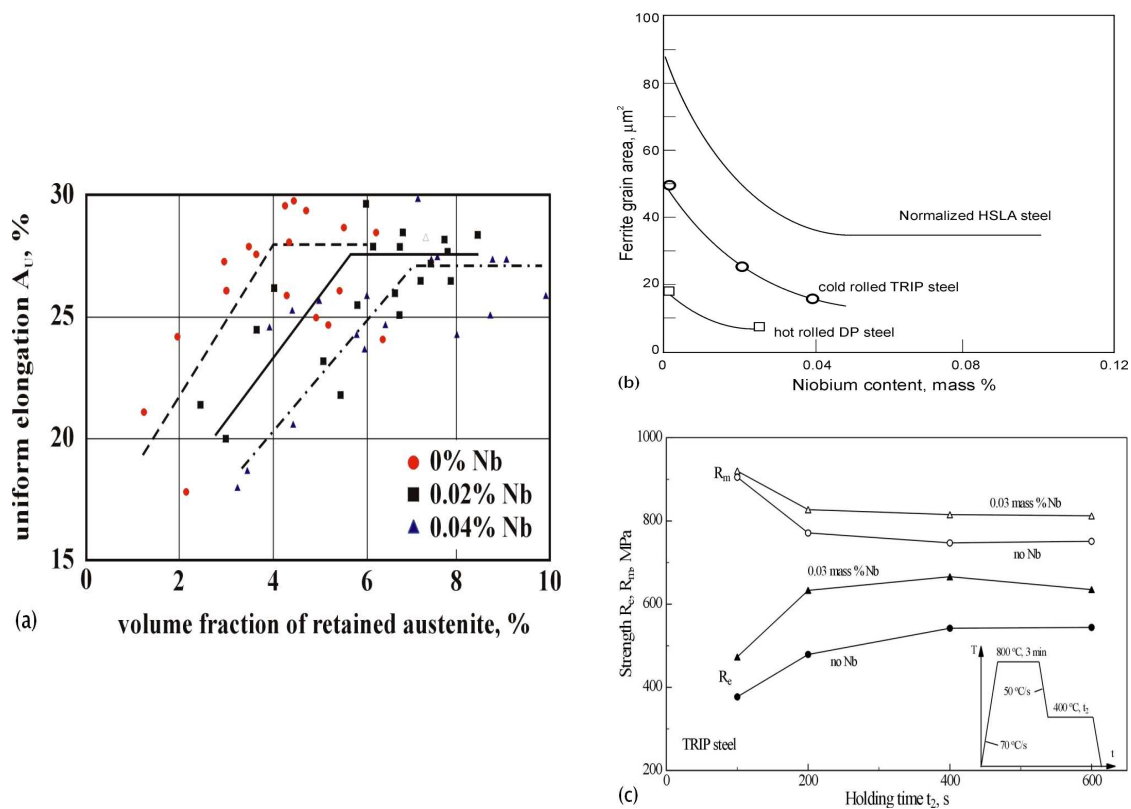 30
25
20
15
0
2
4
6
8
10
uniform elongation A_U, %
volume fraction of retained austenite, %
0% Nb
0.02% Nb
0.04% Nb
(a)
100
80
60
40
20
0
Ferrite grain area, μm²
Normalized HSLA steel
cold rolled TRIP steel
hot rolled DP steel
0
0.04
0.08
0.12
Niobium content, mass %
(b)
1000
800
600
400
200
Strength R_e, R_m, MPa
R_m
0.03 mass % Nb
no Nb
0.03 mass % Nb
no Nb
R_e
TRIP steel
T
800 °C, 3 min
50 °C/s
400 °C, t₂
70 °C/s
t
0
200
400
600
Holding time t₂, s
(c)